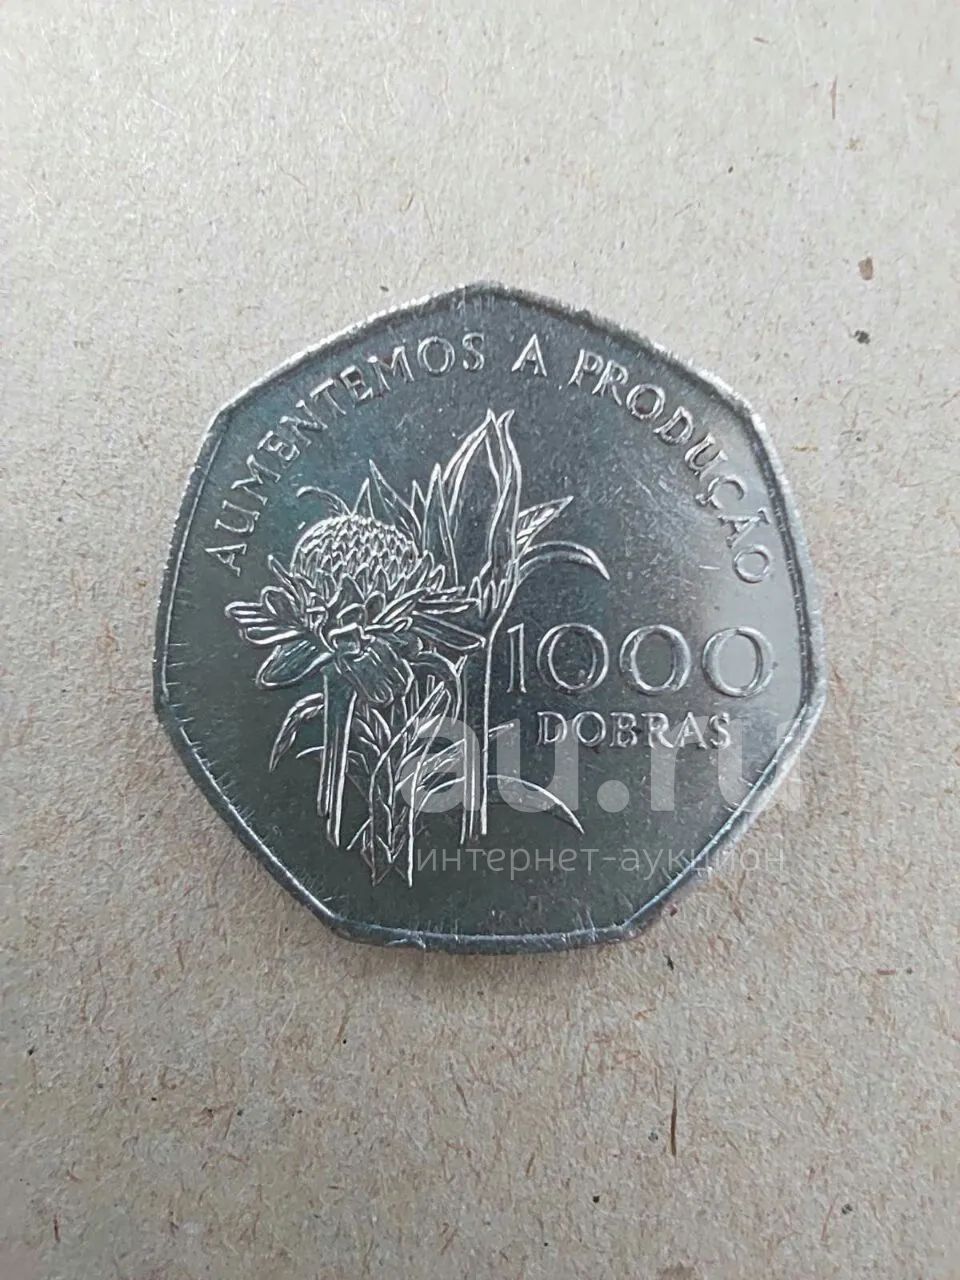 AUMENTEMOS A PRODUÇÃO
1000
DOBRAS
au.ru
интернет-аукцион